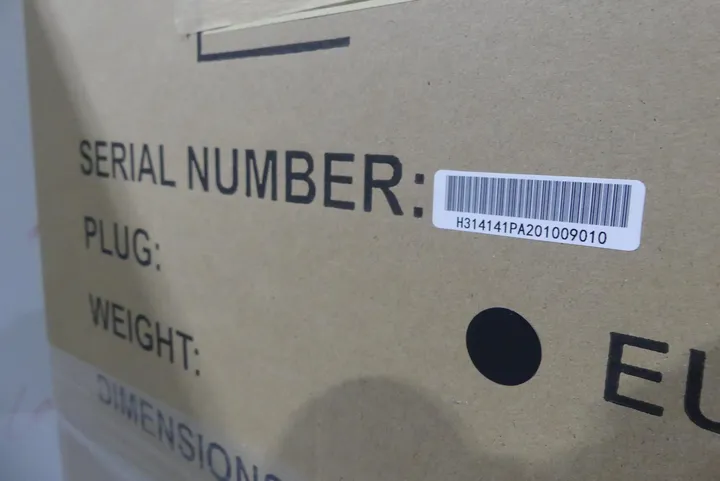 SERIAL NUMBER:
H314141PA201009010
PLUG:
EU
WEIGHT:
DIMENSIONS